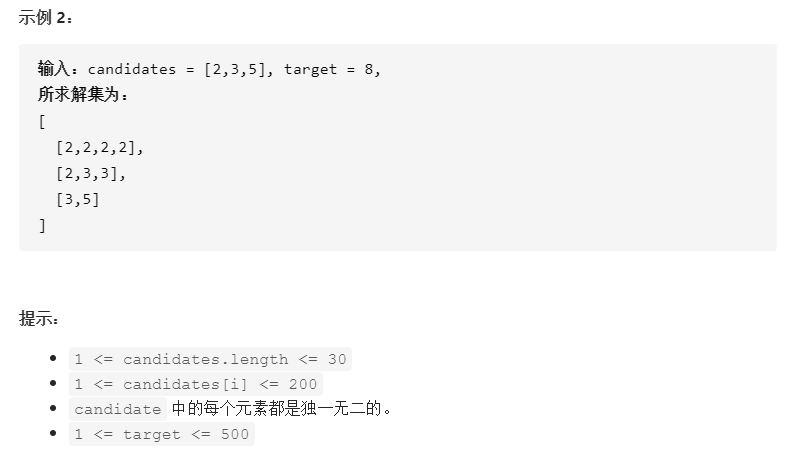 示例 2：
输入：candidates = [2,3,5], target = 8,
所求解集为：
[
  [2,2,2,2],
  [2,3,3],
  [3,5]
]
提示：
1 <= candidates.length <= 30
1 <= candidates[i] <= 200
candidate 中的每个元素都是独一无二的。
1 <= target <= 500